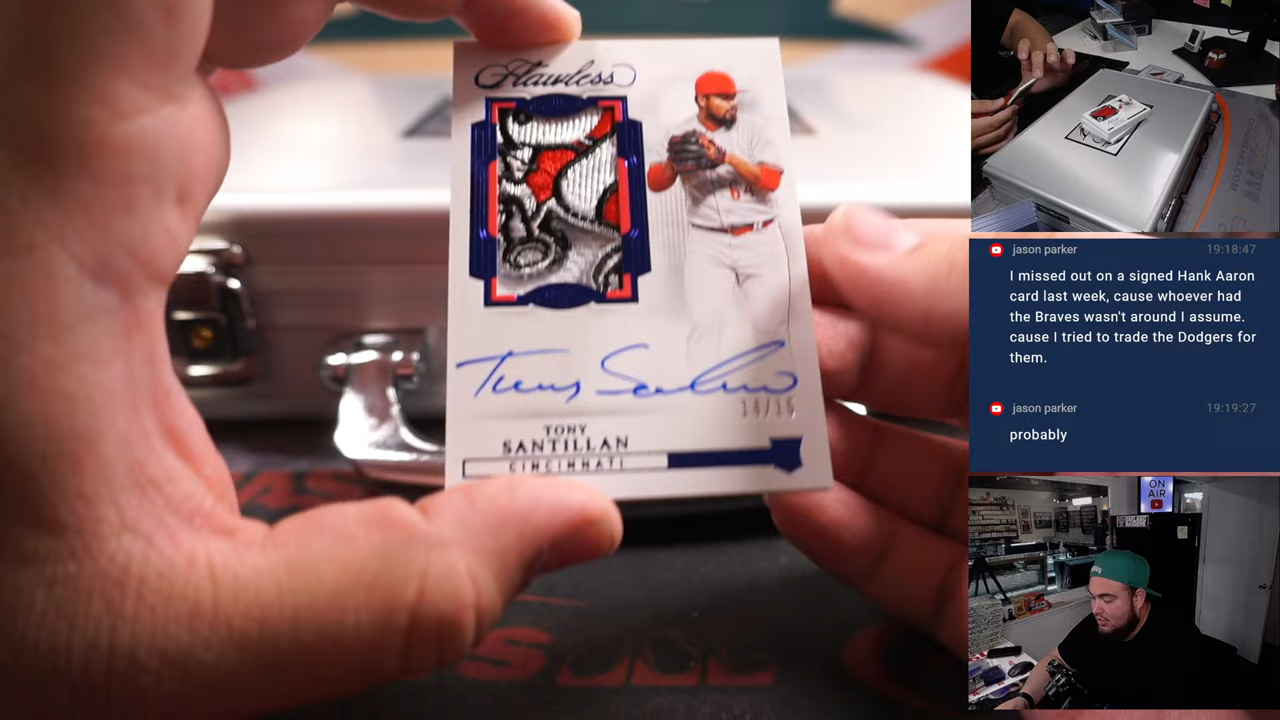 Flawless
64
Tony Santillan
14/15
TONY
SANTILLAN
CINCINNATI
jason parker 19:18:47
I missed out on a signed Hank Aaron
card last week, cause whoever had
the Braves wasn't around I assume.
cause I tried to trade the Dodgers for
them.
jason parker 19:19:27
probably
ON
AIR